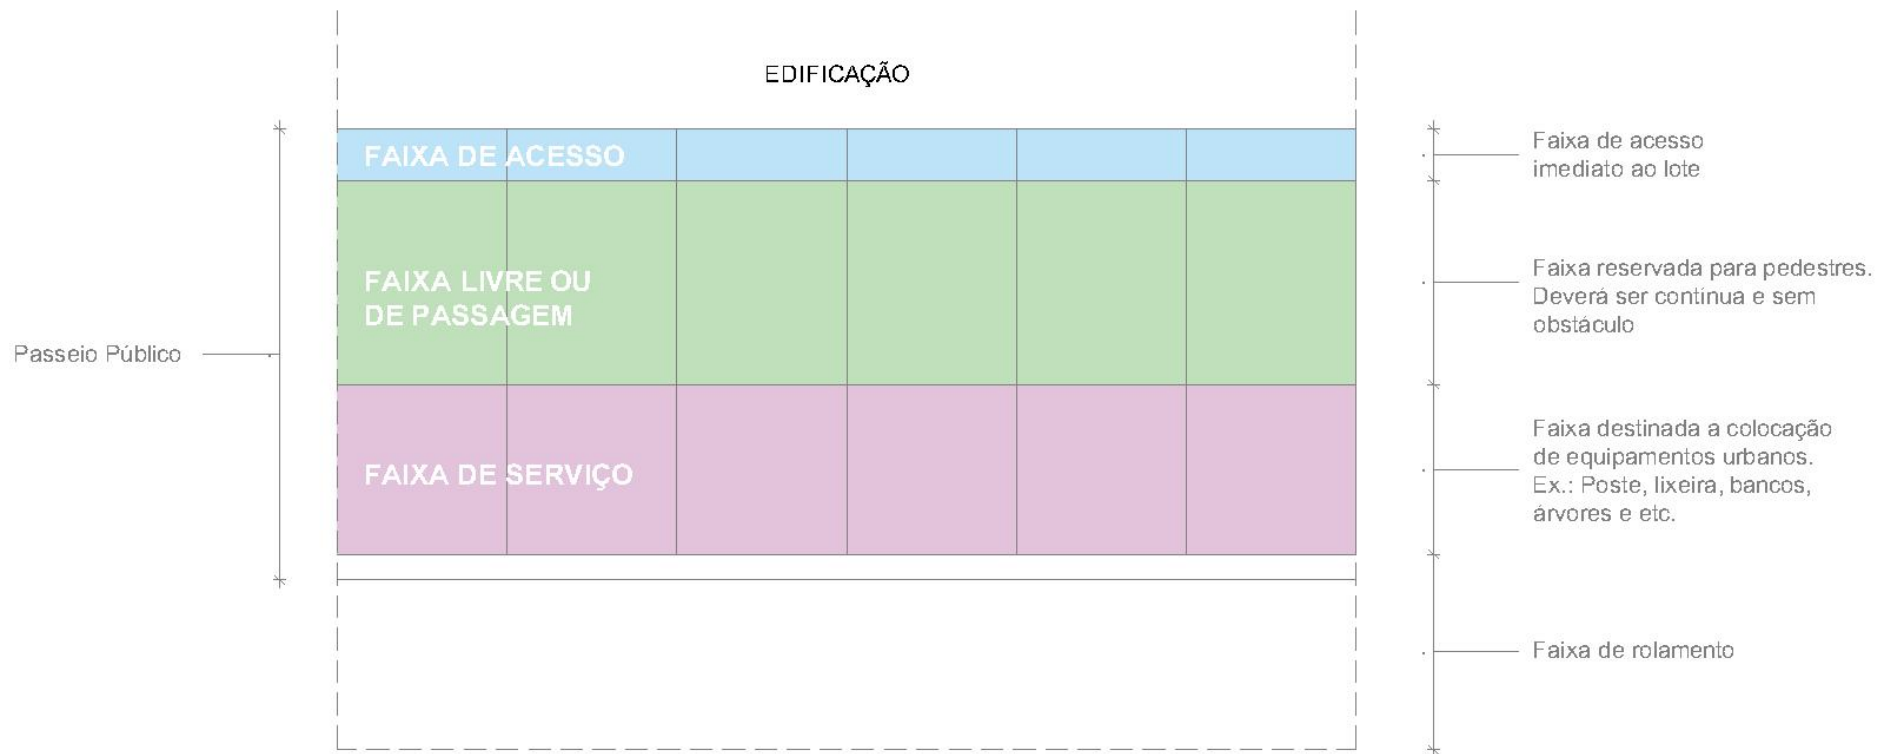 EDIFICAÇÃO
FAIXA DE ACESSO
Faixa de acesso
imediato ao lote
FAIXA LIVRE OU
DE PASSAGEM
Faixa reservada para pedestres.
Deverá ser contínua e sem
obstáculo
Passeio Público
FAIXA DE SERVIÇO
Faixa destinada a colocação
de equipamentos urbanos.
Ex.: Poste, lixeira, bancos,
árvores e etc.
Faixa de rolamento